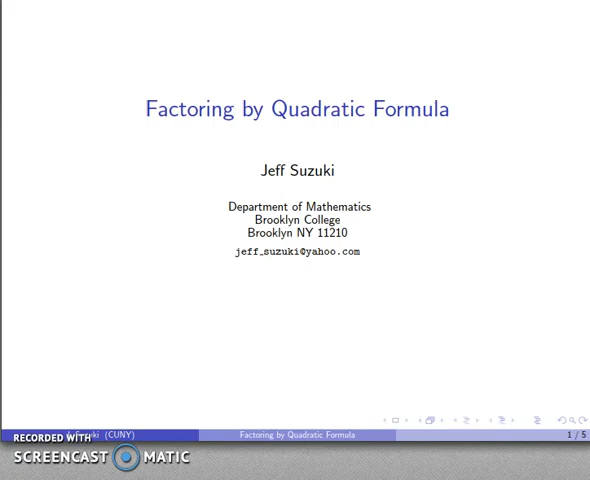 Factoring by Quadratic Formula
Jeff Suzuki
Department of Mathematics
Brooklyn College
Brooklyn NY 11210
jeff_suzuki@yahoo.com
(CUNY)
Factoring by Quadratic Formula
1 / 5
RECORDED WITH
SCREENCAST MATIC